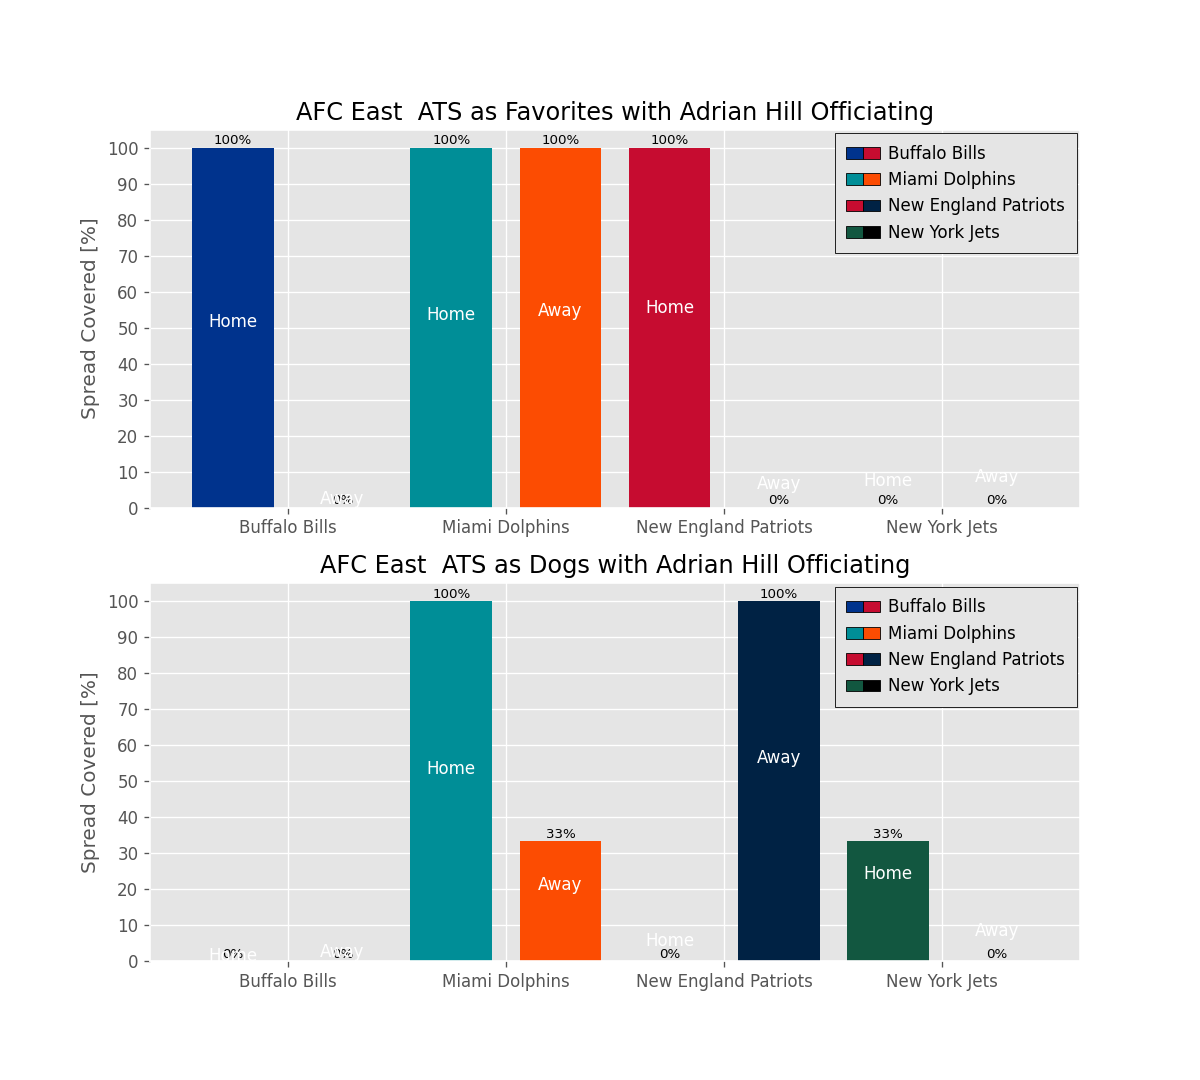 AFC East  ATS as Favorites with Adrian Hill Officiating
100% 100% 100% 100%
Buffalo Bills
Miami Dolphins
New England Patriots
New York Jets
Spread Covered [%]
100
90
80
70
60
50
40
30
20
10
0
Home Home Away Home
Away 0% Away 0% Home 0% Away 0%
Buffalo Bills Miami Dolphins New England Patriots New York Jets
AFC East  ATS as Dogs with Adrian Hill Officiating
100% 100%
Buffalo Bills
Miami Dolphins
New England Patriots
New York Jets
Spread Covered [%]
100
90
80
70
60
50
40
30
20
10
0
Home Away
33% 33%
Away Home
Home 0% Away 0% Home 0% Away 0%
Buffalo Bills Miami Dolphins New England Patriots New York Jets